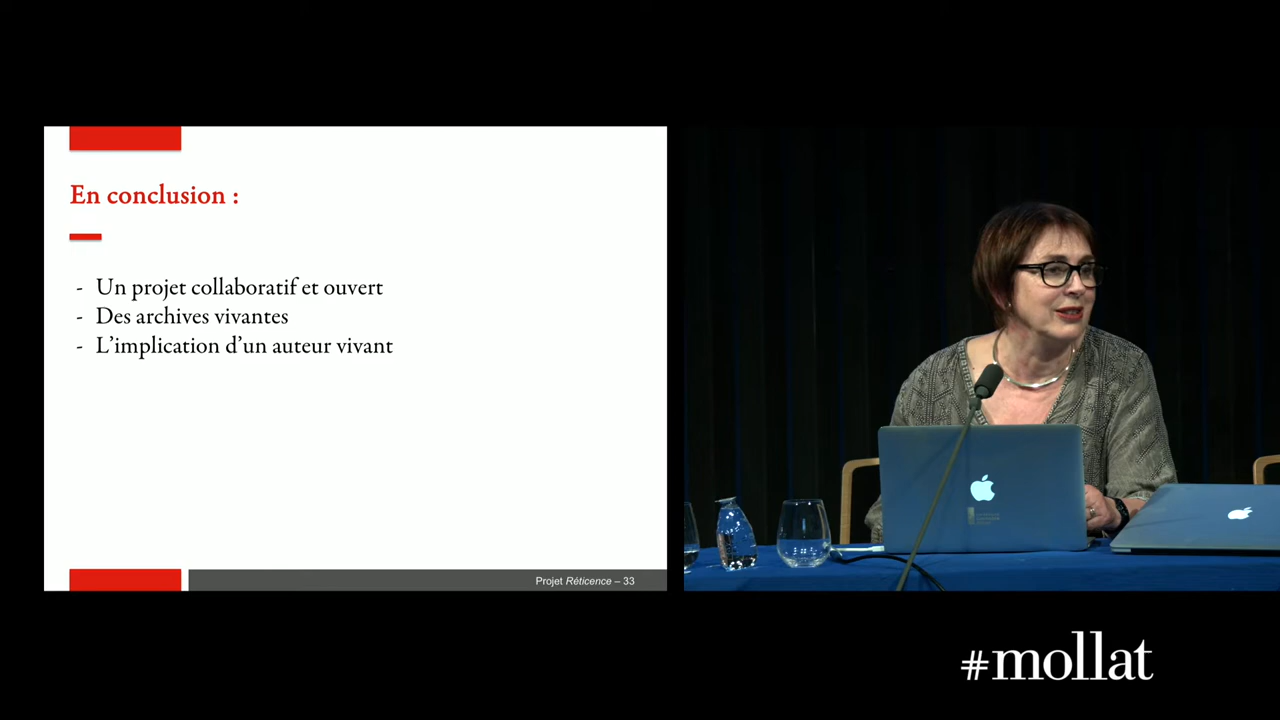 En conclusion :
- Un projet collaboratif et ouvert
- Des archives vivantes
- L’implication d’un auteur vivant
Projet Réticence – 33
#mollat